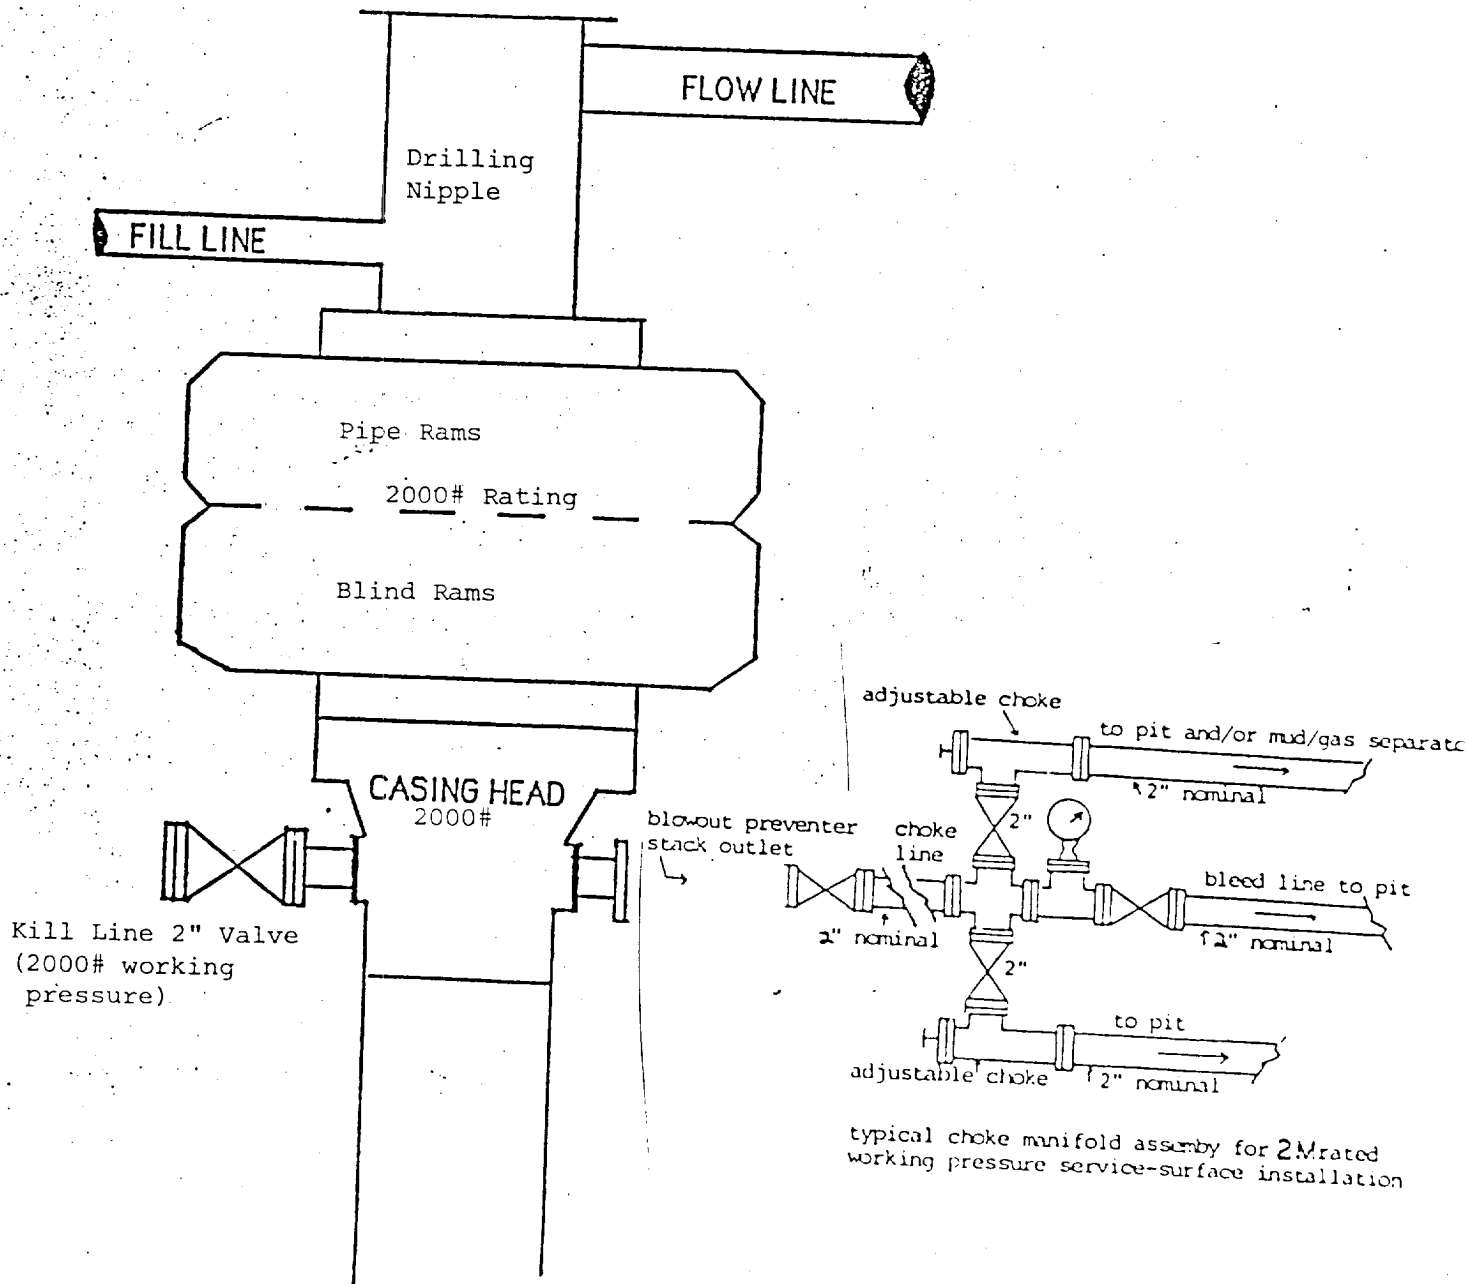 FLOW LINE
Drilling
Nipple
FILL LINE
Pipe Rams
2000# Rating
Blind Rams
CASING HEAD
2000#
Kill Line 2" Valve
(2000# working
pressure)
blowout preventer
stack outlet
choke
line
2" nominal
adjustable choke
to pit and/or mud/gas separato
2" nominal
2"
bleed line to pit
2" nominal
2"
to pit
adjustable choke
2" nominal
typical choke manifold assemby for 2M rated
working pressure service-surface installation